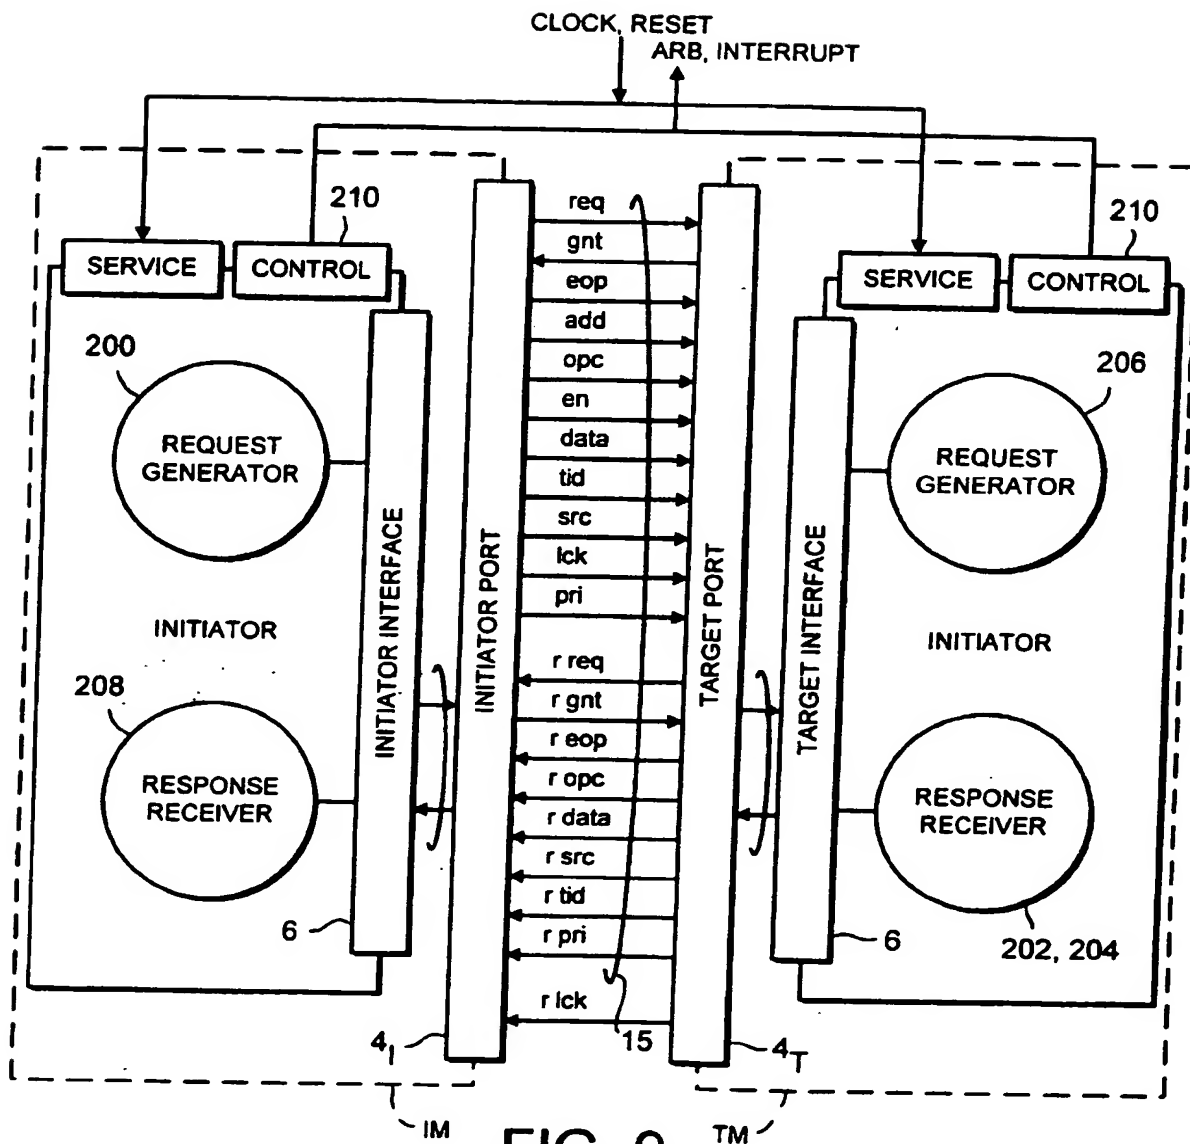 CLOCK, RESET
ARB, INTERRUPT
210
SERVICE
CONTROL
200
REQUEST
GENERATOR
INITIATOR
208
RESPONSE
RECEIVER
6
INITIATOR INTERFACE
INITIATOR PORT
4I
IM
req
gnt
eop
add
opc
en
data
tid
src
lck
pri
r req
r gnt
r eop
r opc
r data
r src
r tid
r pri
r lck
15
TARGET PORT
4T
TM
TARGET INTERFACE
6
210
SERVICE
CONTROL
206
REQUEST
GENERATOR
INITIATOR
RESPONSE
RECEIVER
202, 204